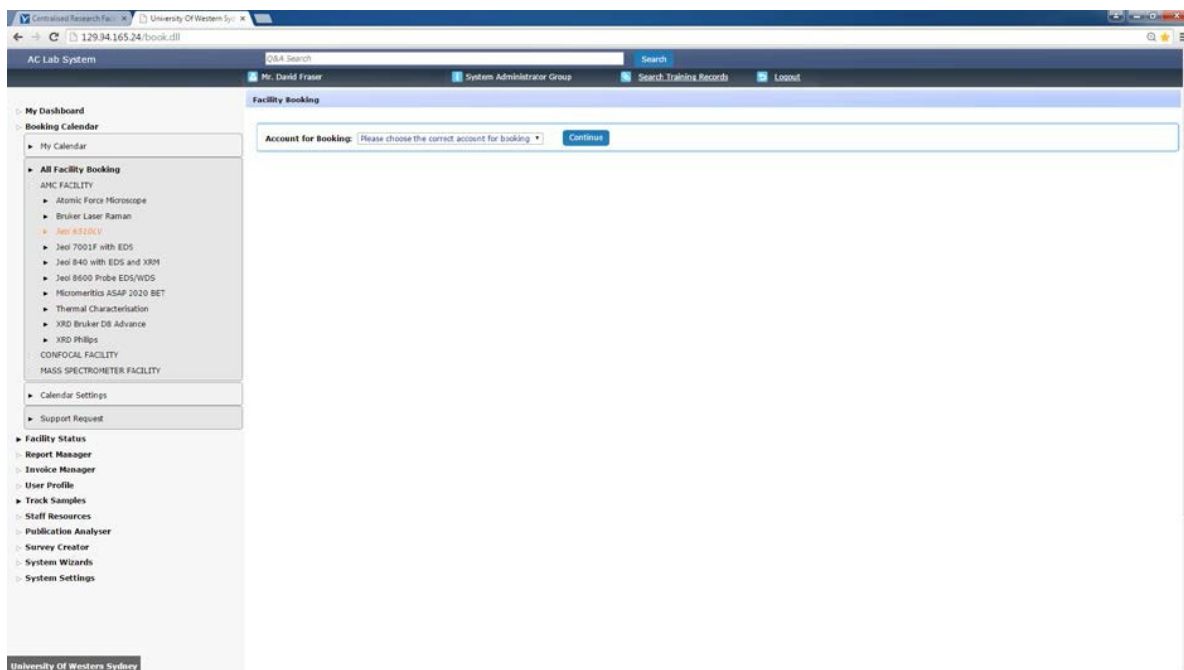 Centralised Research Fac
University Of Western Syd
129.94.165.24/book.dll
AC Lab System
Q&A Search
Search
Mr. David Fraser
System Administrator Group
Search Training Records
Logout
Facility Booking
My Dashboard
Booking Calendar
Account for Booking: Please choose the correct account for booking
Continue
My Calendar
All Facility Booking
AMC FACILITY
Atomic Force Microscope
Bruker Laser Raman
Jeol 6510LV
Jeol 7001F with EDS
Jeol 840 with EDS and XRM
Jeol 8600 Probe EDS/WDS
Micromeritics ASAP 2020 BET
Thermal Characterisation
XRD Bruker D8 Advance
XRD Philips
CONFOCAL FACILITY
MASS SPECTROMETER FACILITY
Calendar Settings
Support Request
Facility Status
Report Manager
Invoice Manager
User Profile
Track Samples
Staff Resources
Publication Analyser
Survey Creator
System Wizards
System Settings
University Of Western Sydney